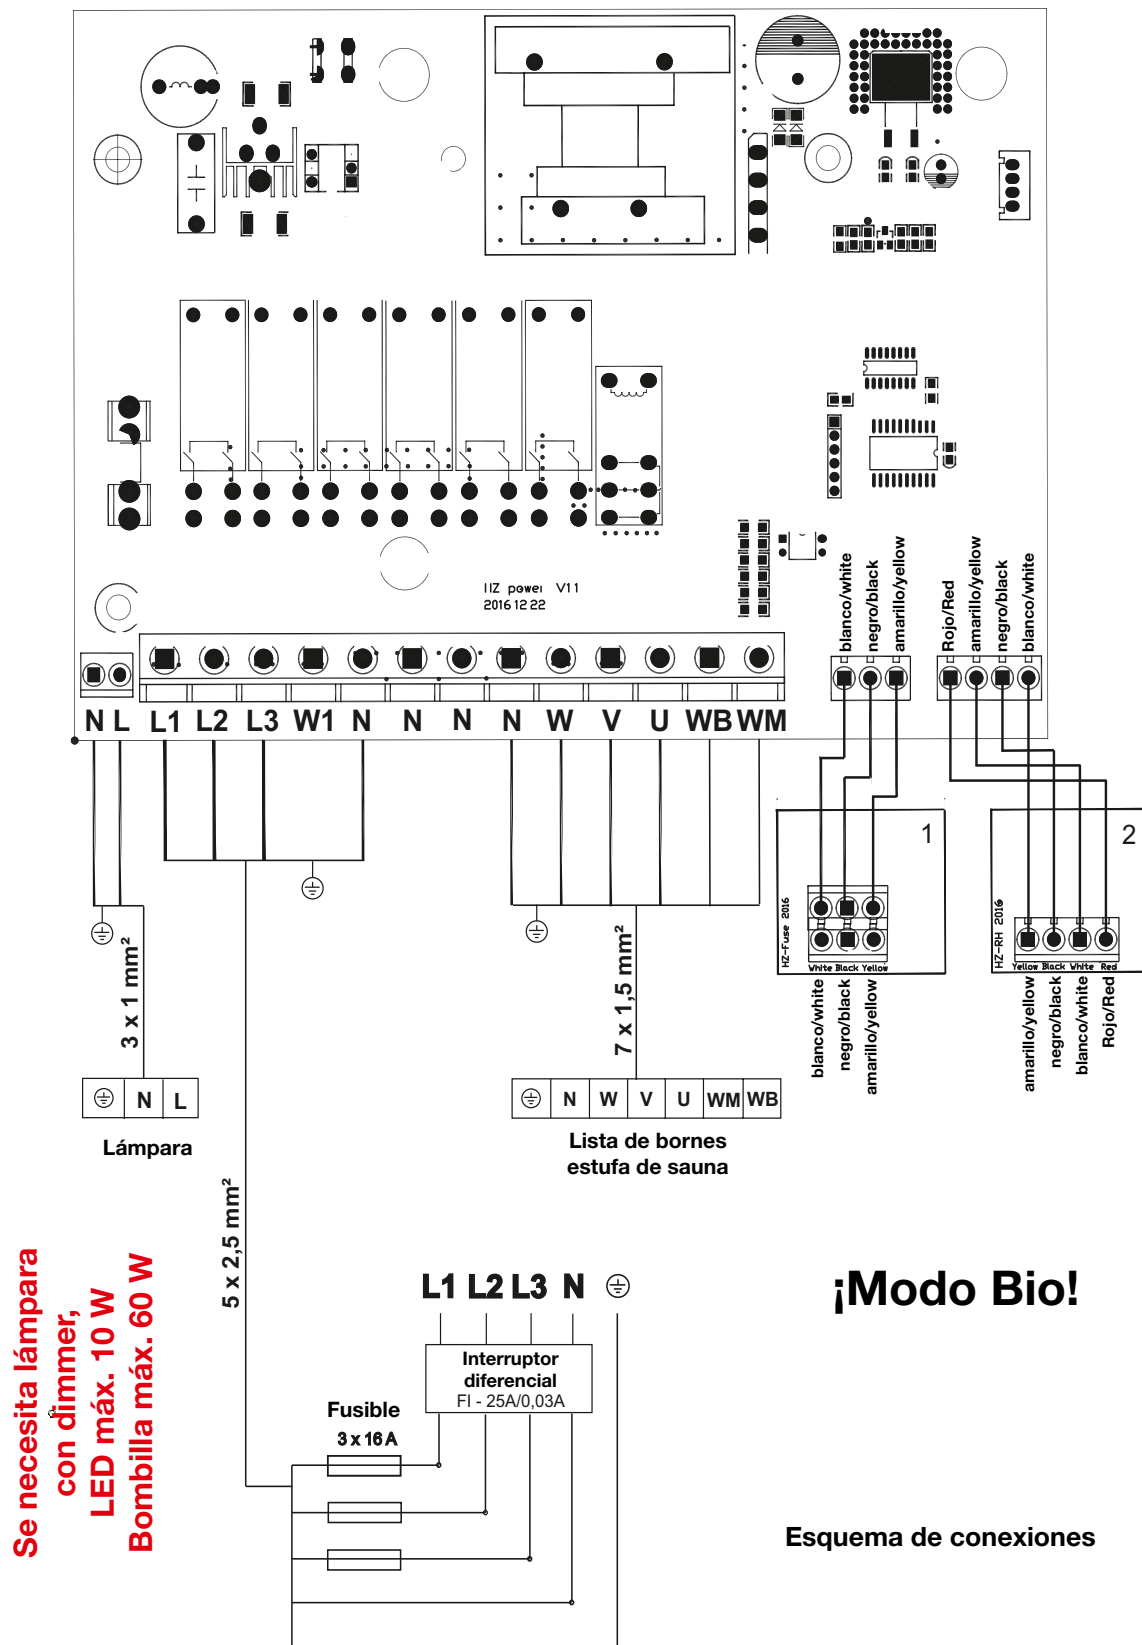 IIZ power V11
2016 12 22
blanco/white
negro/black
amarillo/yellow
Rojo/Red
amarillo/yellow
negro/black
blanco/white
N L L1 L2 L3 W1 N N N N W V U WB WM
1
HZ-Fuse 2016
White Black Yellow
blanco/white
negro/black
amarillo/yellow
2
HZ-RH 2016
Yellow Black White Red
amarillo/yellow
negro/black
blanco/white
Rojo/Red
3 x 1 mm²
7 x 1,5 mm²
N L
Lámpara
N W V U WM WB
Lista de bornes
estufa de sauna
5 x 2,5 mm²
Se necesita lámpara
con dimmer,
LED máx. 10 W
Bombilla máx. 60 W
L1 L2 L3 N
Interruptor
diferencial
FI - 25A/0,03A
Fusible
3 x 16 A
¡Modo Bio!
Esquema de conexiones